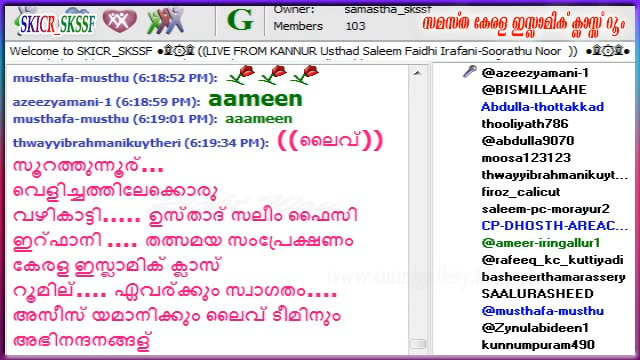 SKICR_SKSSF
G
Owner: samastha_skssf
Members 103
സമസ്ത കേരള ഇസ്ലാമിക് ക്ലാസ്സ് റൂം
Welcome to SKICR_SKSSF ●۩۞۩ ((LIVE FROM KANNUR Usthad Saleem Faidhi Irafani-Soorathu Noor )) ●۩۞۩●
musthafa-musthu (6:18:52 PM):
azeezyamani-1 (6:18:59 PM): aameen
musthafa-musthu (6:19:01 PM): aaameen
thwayyibrahmanikuytheri (6:19:34 PM): ((ലൈവ്))
സൂറത്തുന്നൂര്...
വെളിച്ചത്തിലേക്കൊരു
വഴികാട്ടി..... ഉസ്താദ് സലീം ഫൈസി
ഇറ്ഫാനി .... തത്സമയ സംപ്രേക്ഷണം
കേരള ഇസ്ലാമിക് ക്ലാസ്
റൂമില്.... ഏവര്ക്കും സ്വാഗതം....
അസീസ് യമാനിക്കും ലൈവ് ടീമിനും
അഭിനന്ദനങ്ങള്
@azeezyamani-1
@BISMILLAAHE
Abdulla-thottakkad
thooliyath786
@abdulla9070
moosa123123
thwayyibrahmanikuyt...
firoz_calicut
saleem-pc-morayur2
CP-DHOSTH-AREAC...
@ameer-iringallur1
@rafeeq_kc_kuttiyadi
basheeerthamarassery
SAALURASHEED
@musthafa-musthu
@Zynulabideen1
kunnumpuram490